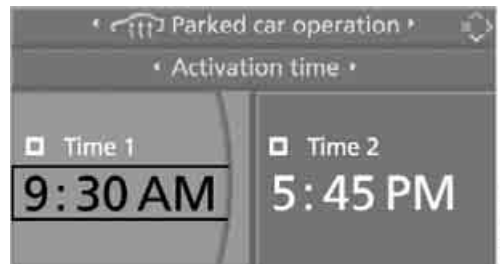 Parked car operation
Activation time
Time 1
9:30 AM
Time 2
5:45 PM